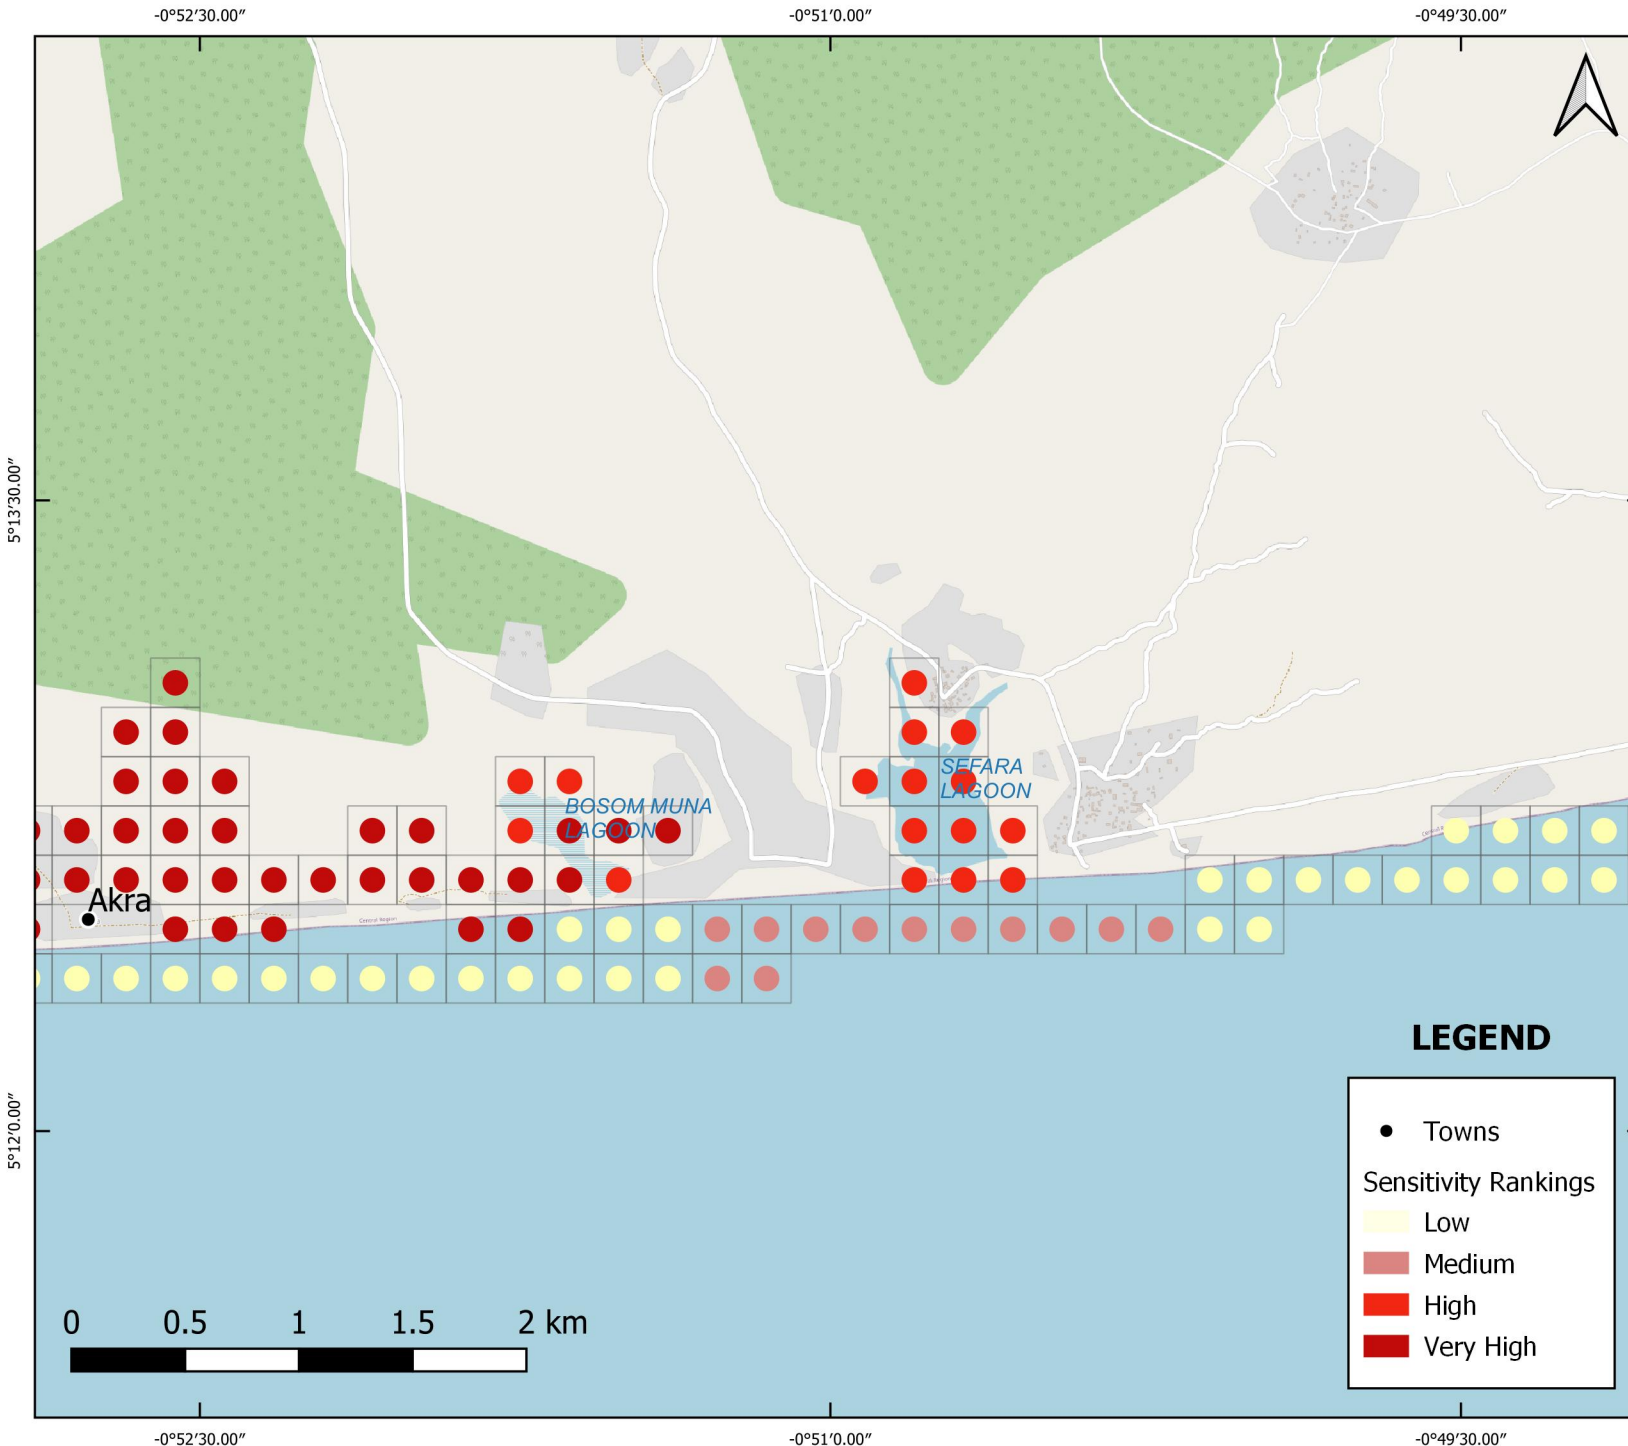 -0°52′30.00″
-0°51′0.00″
-0°49′30.00″
5°13′30.00″
5°12′0.00″
SEFARA
LAGOON
BOSOM MUNA
LAGOON
Akra
Central Region
LEGEND
Towns
Sensitivity Rankings
Low
Medium
High
Very High
0 0.5 1 1.5 2 km
-0°52′30.00″
-0°51′0.00″
-0°49′30.00″